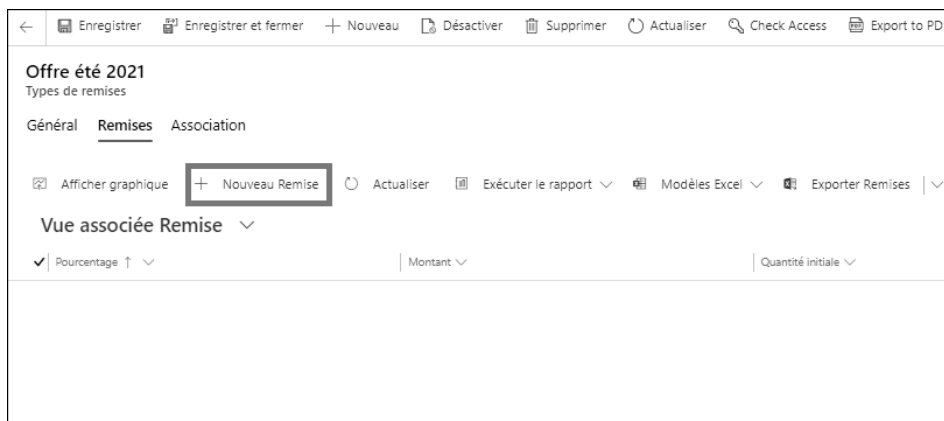 Enregistrer Enregistrer et fermer Nouveau Désactiver Supprimer Actualiser Check Access Export to PD
Offre été 2021
Types de remises
Général Remises Association
Afficher graphique Nouveau Remise Actualiser Exécuter le rapport Modèles Excel Exporter Remises
Vue associée Remise
Pourcentage Montant Quantité initiale